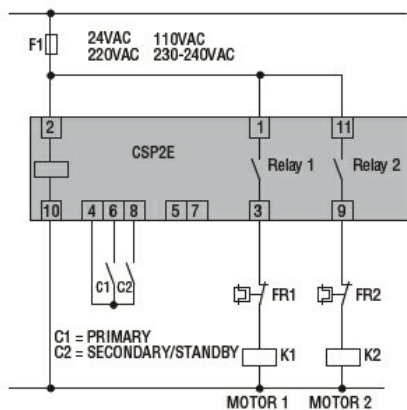 F1
24VAC 110VAC
220VAC 230-240VAC
2
1
11
CSP2E
Relay 1
Relay 2
10
4
6
8
5
7
3
9
C1
C2
FR1
FR2
C1 = PRIMARY
C2 = SECONDARY/STANDBY
K1
K2
MOTOR 1
MOTOR 2